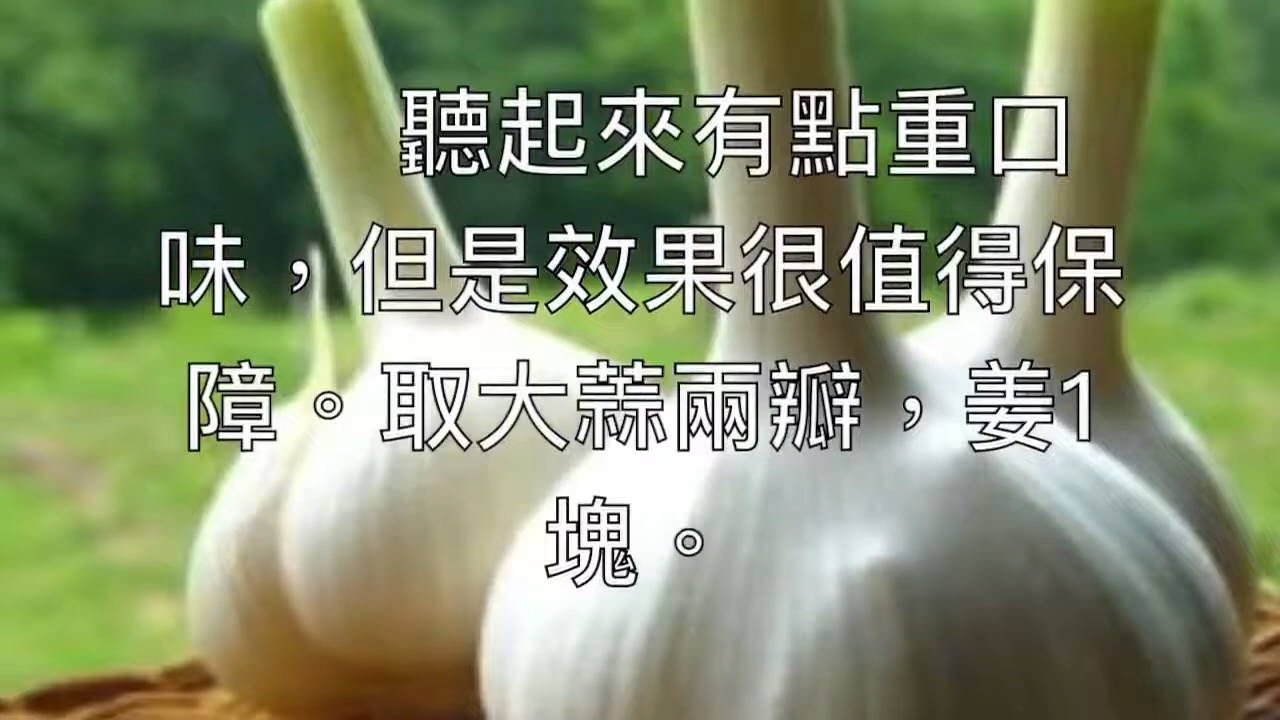 聽起來有點重口
味，但是效果很值得保
障。取大蒜兩瓣，姜1
塊。